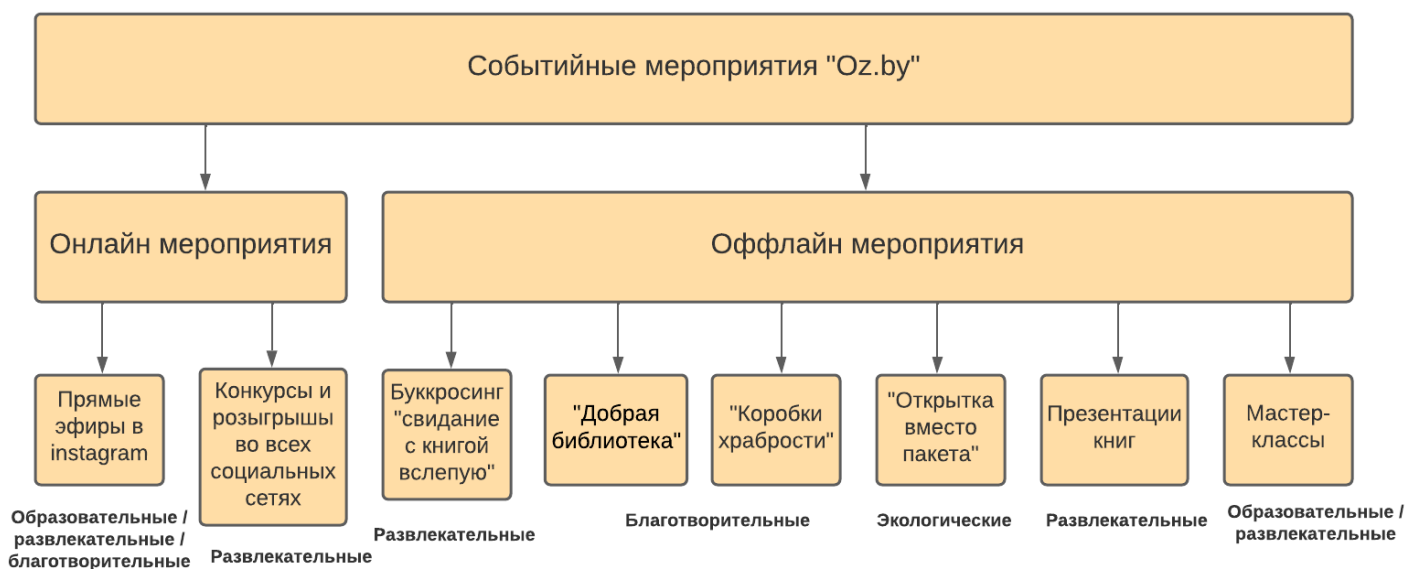 События мероприятия "Oz.by"
Онлайн мероприятия
Оффлайн мероприятия
Прямые
эфиры в
instagram
Конкурсы и
розыгрышы
во всех
социальных
сетях
Буккросинг
"свидание
с книгой
вслепую"
"Добрая
библиотека"
"Коробки
храбрости"
"Открытка
вместо
пакета"
Презентации
книг
Мастер-
классы
Образовательные /
развлекательные /
благотворительные
Развлекательные
Развлекательные
Благотворительные
Экологические
Развлекательные
Образовательные /
развлекательные